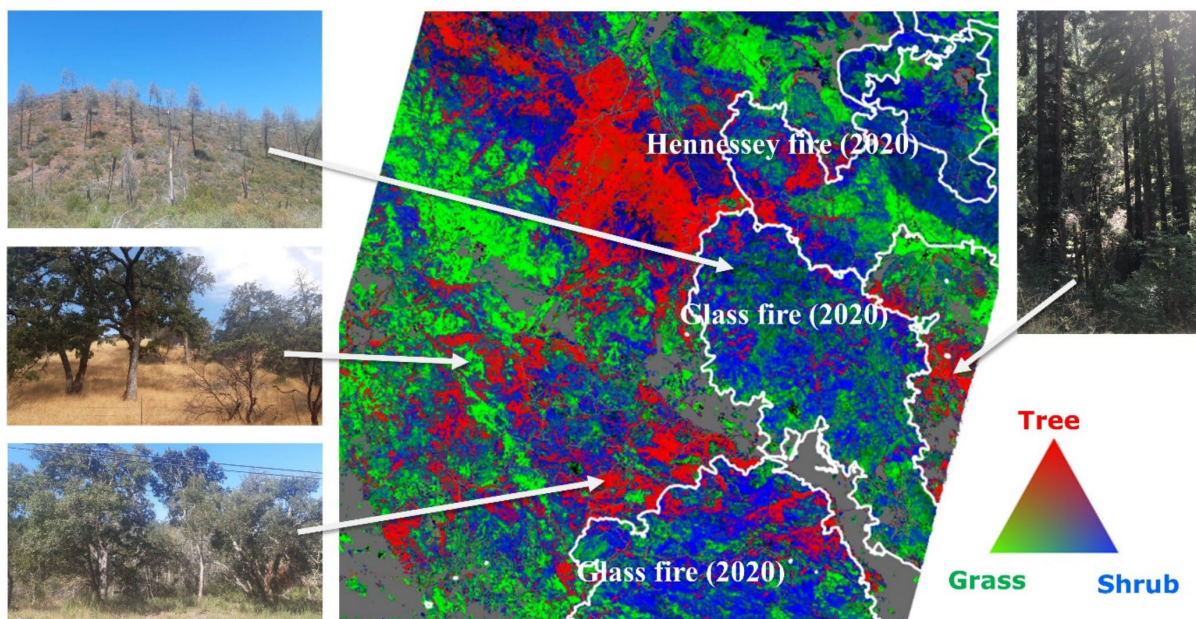 Hennessey fire (2020)
Glass fire (2020)
Glass fire (2020)
Tree
Grass
Shrub